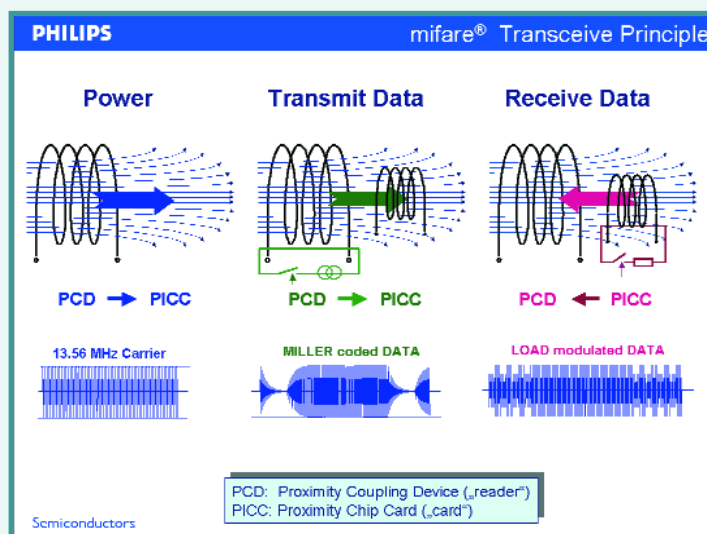 PHILIPS
mifare® Transceive Principle
Power
Transmit Data
Receive Data
PCD PICC
PCD PICC
PCD PICC
13.56 MHz Carrier
MILLER coded DATA
LOAD modulated DATA
PCD: Proximity Coupling Device („reader“)
PICC: Proximity Chip Card („card“)
Semiconductors